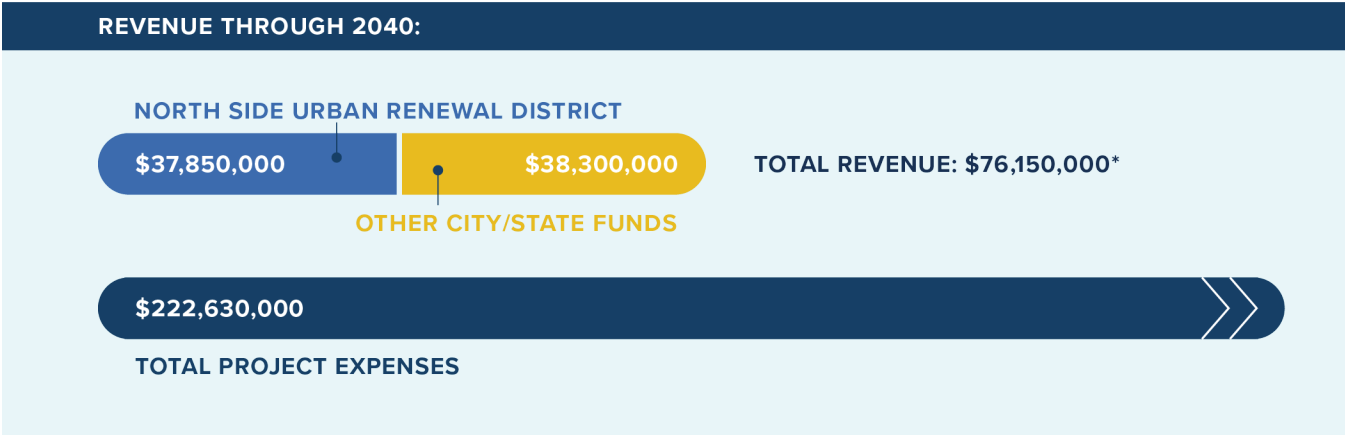 REVENUE THROUGH 2040:
NORTH SIDE URBAN RENEWAL DISTRICT
$37,850,000
$38,300,000
TOTAL REVENUE: $76,150,000*
OTHER CITY/STATE FUNDS
$222,630,000
TOTAL PROJECT EXPENSES